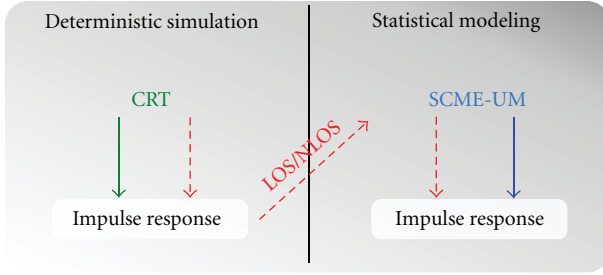 Deterministic simulation
Statistical modeling
CRT
SCME-UM
LOS/NLOS
Impulse response
Impulse response